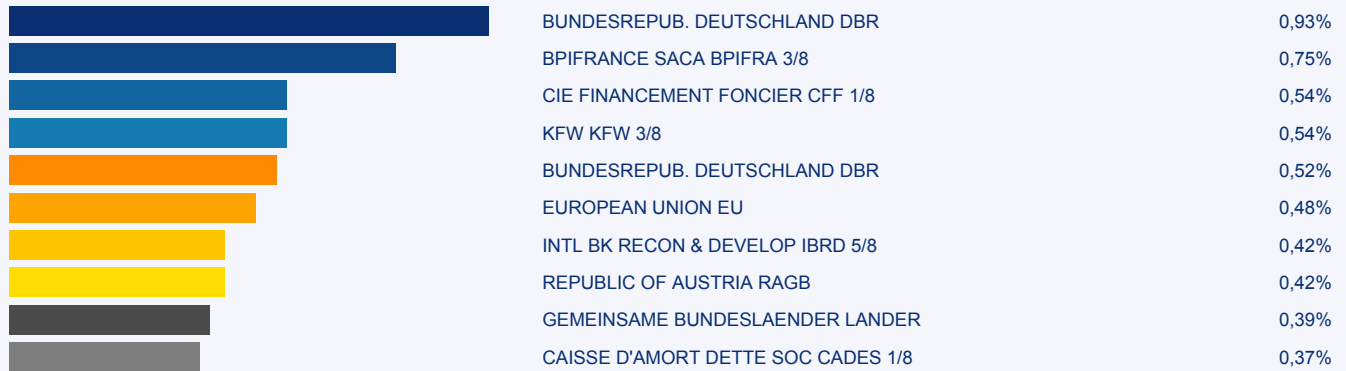 BUNDESREPUB. DEUTSCHLAND DBR 0,93%
BPIFRANCE SACA BPIFRA 3/8 0,75%
CIE FINANCEMENT FONCIER CFF 1/8 0,54%
KFW KFW 3/8 0,54%
BUNDESREPUB. DEUTSCHLAND DBR 0,52%
EUROPEAN UNION EU 0,48%
INTL BK RECON & DEVELOP IBRD 5/8 0,42%
REPUBLIC OF AUSTRIA RAGB 0,42%
GEMEINSAME BUNDESLAENDER LANDER 0,39%
CAISSE D'AMORT DETTE SOC CADES 1/8 0,37%